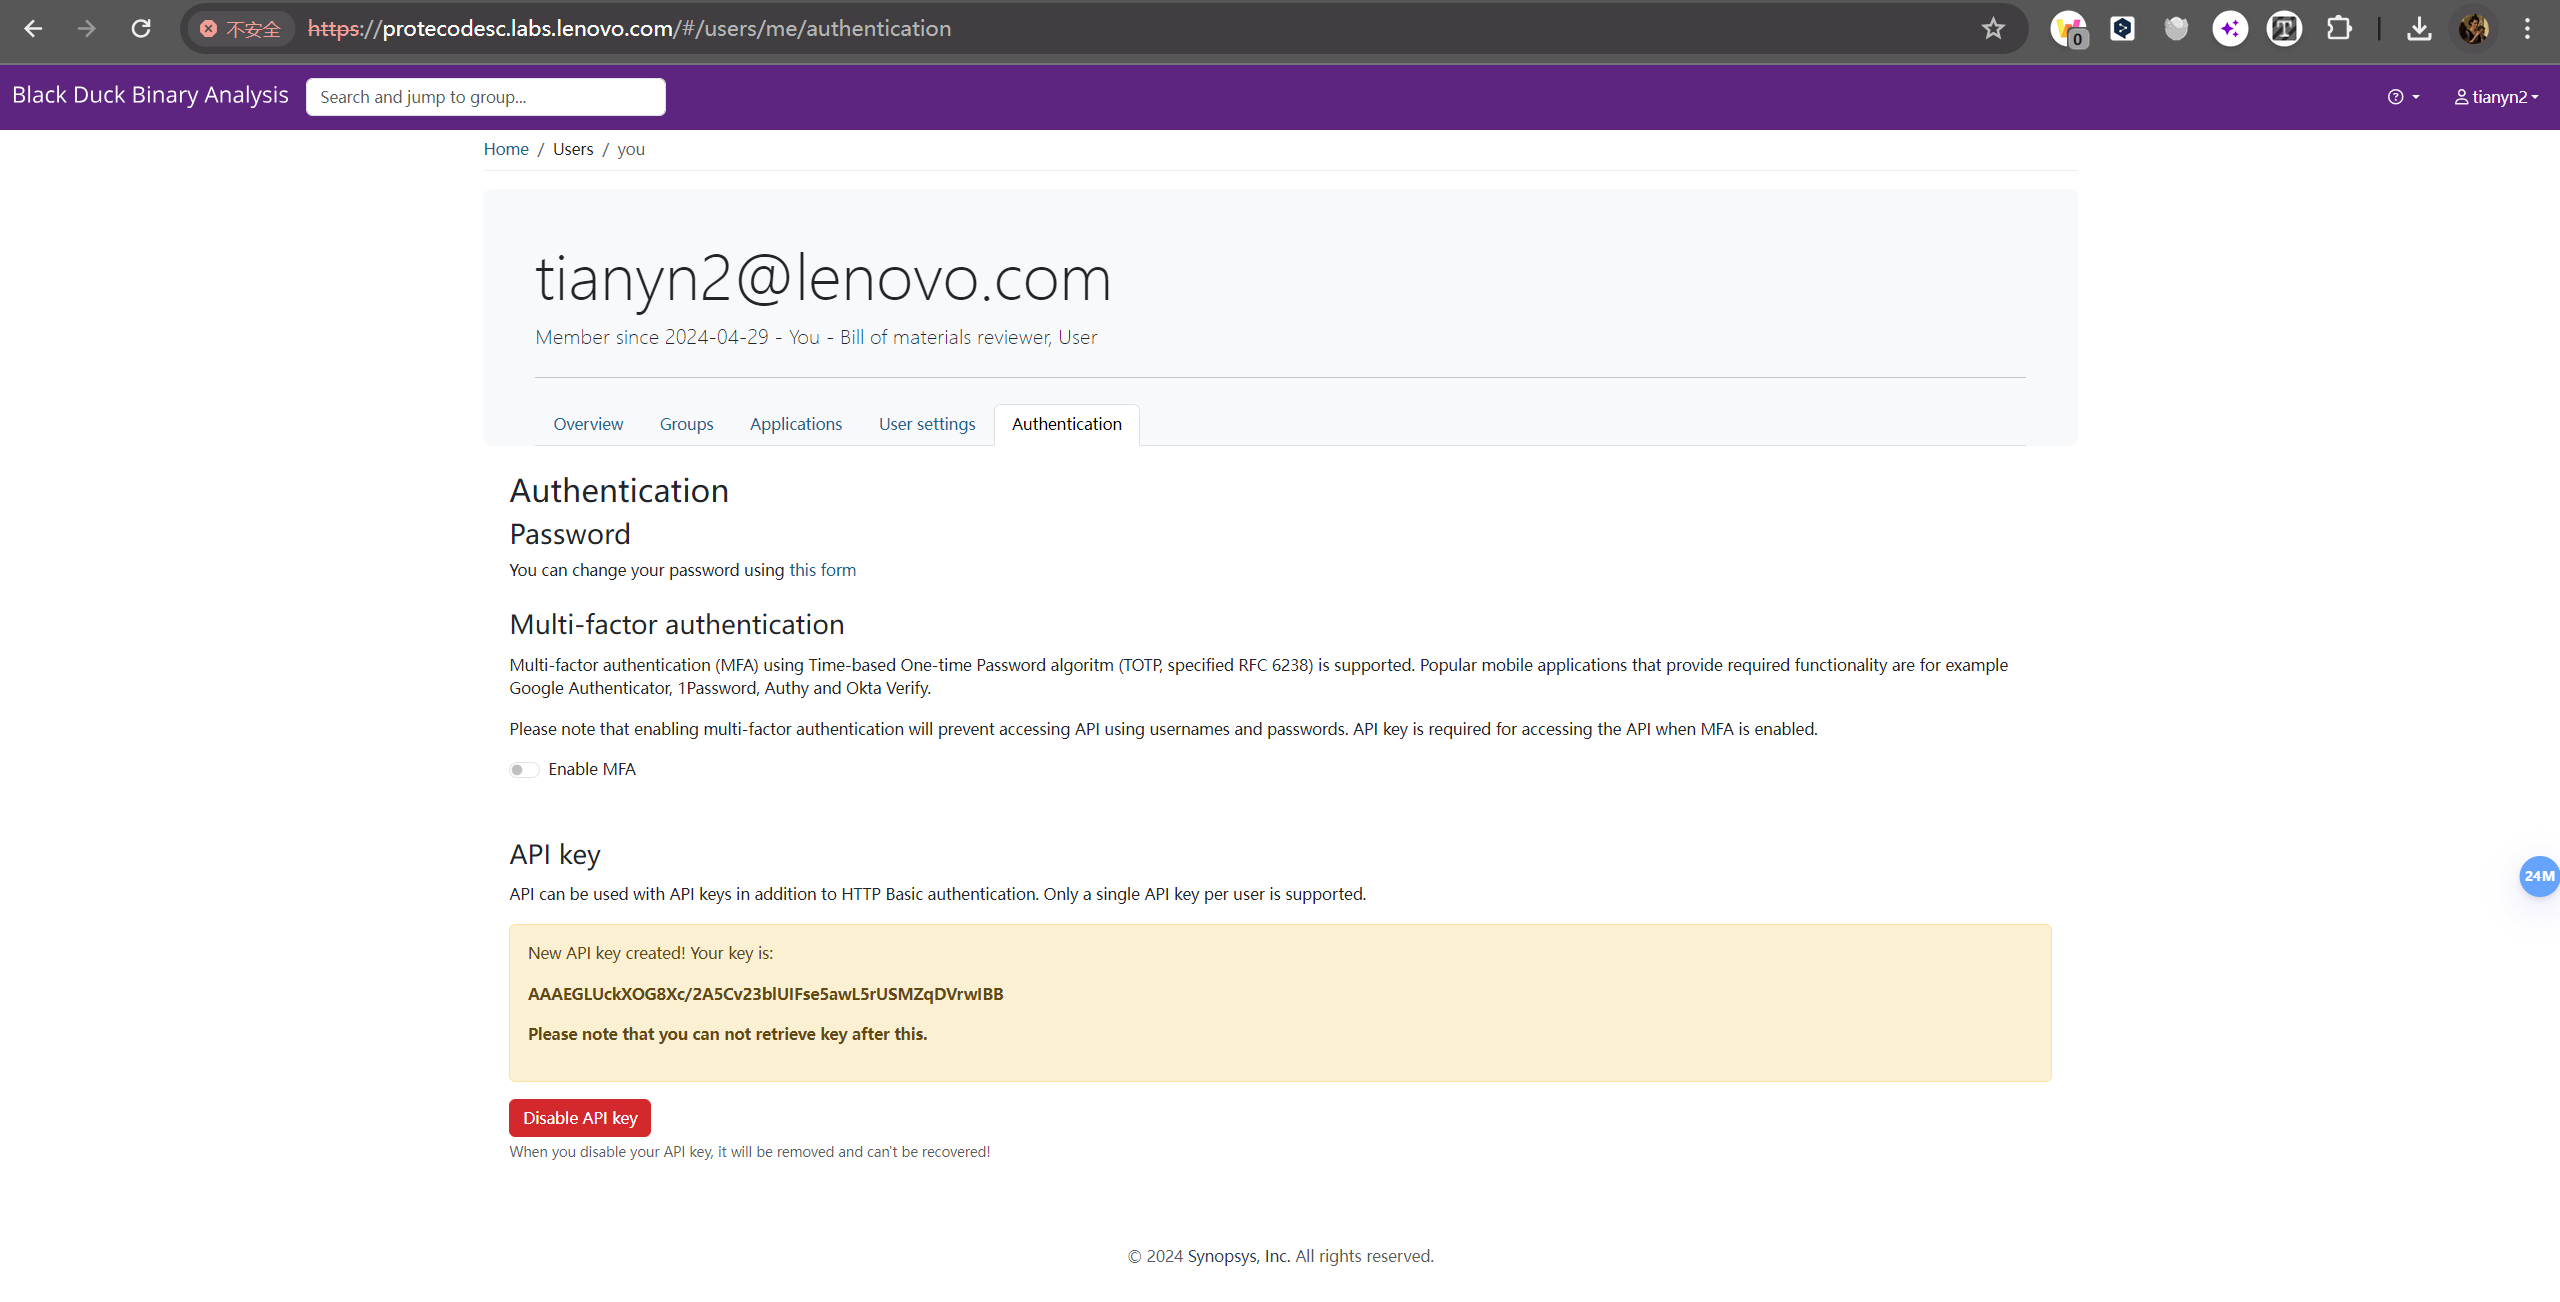 不安全 https://protecodesc.labs.lenovo.com/#/users/me/authentication
0
Black Duck Binary Analysis Search and jump to group... tianyn2
Home / Users / you
tianyn2@lenovo.com
Member since 2024-04-29 - You - Bill of materials reviewer, User
Overview Groups Applications User settings Authentication
Authentication
Password
You can change your password using this form
Multi-factor authentication
Multi-factor authentication (MFA) using Time-based One-time Password algoritm (TOTP, specified RFC 6238) is supported. Popular mobile applications that provide required functionality are for example
Google Authenticator, 1Password, Authy and Okta Verify.
Please note that enabling multi-factor authentication will prevent accessing API using usernames and passwords. API key is required for accessing the API when MFA is enabled.
Enable MFA
API key
24M
API can be used with API keys in addition to HTTP Basic authentication. Only a single API key per user is supported.
New API key created! Your key is:
AAAEGLUckXOG8Xc/2A5Cv23blUIFse5awL5rUSMZqDVrwIBB
Please note that you can not retrieve key after this.
Disable API key
When you disable your API key, it will be removed and can't be recovered!
© 2024 Synopsys, Inc. All rights reserved.